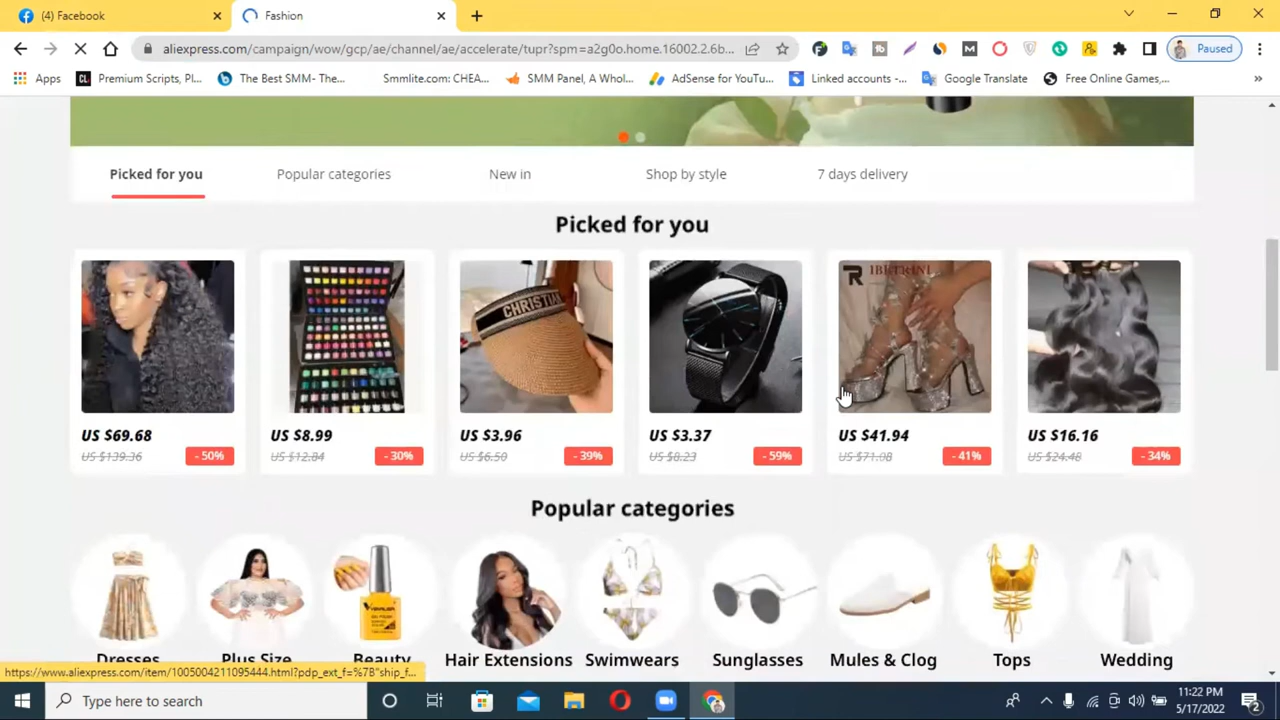 (4) Facebook
Fashion
aliexpress.com/campaign/wow/gcp/ae/channel/ae/accelerate/tupr?spm=a2g0o.home.16002.2.6b...
Paused
Apps
Premium Scripts, Pl...
The Best SMM- The...
Smmlite.com: CHEA...
SMM Panel, A Whol...
AdSense for YouTu...
Linked accounts -...
Google Translate
Free Online Games,...
Picked for you
Popular categories
New in
Shop by style
7 days delivery
Picked for you
CHRISTIAN
R 1BETRINI
US $69.68
US $139.36
- 50%
US $8.99
US $12.84
- 30%
US $3.96
US $6.50
- 39%
US $3.37
US $8.23
- 59%
US $41.94
US $71.08
- 41%
US $16.16
US $24.48
- 34%
Popular categories
Dresses
Plus Size
Beauty
Hair Extensions
Swimwears
Sunglasses
Mules & Clog
Tops
Wedding
https://www.aliexpress.com/item/1005004211095444.html?pdp_ext_f=%7B"ship_f...
Type here to search
11:22 PM
5/17/2022
2